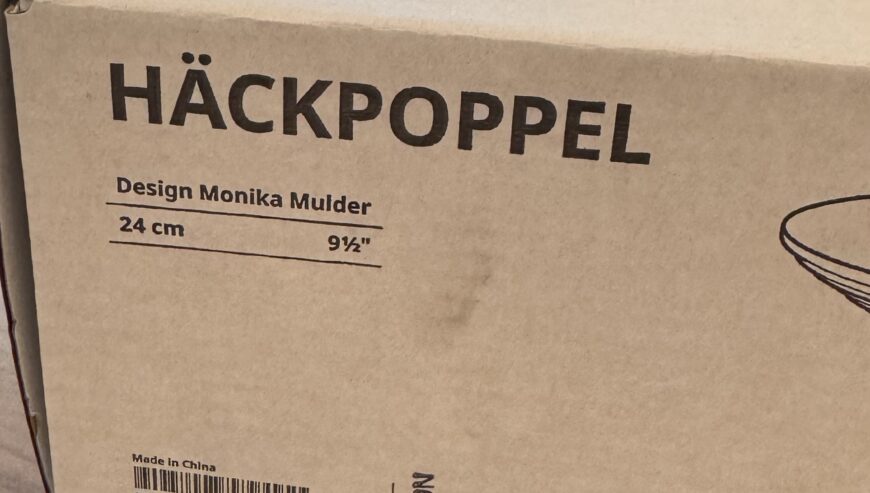 HÄCKPOPPEL
Design Monika Mulder
24 cm 9½"
Made in China